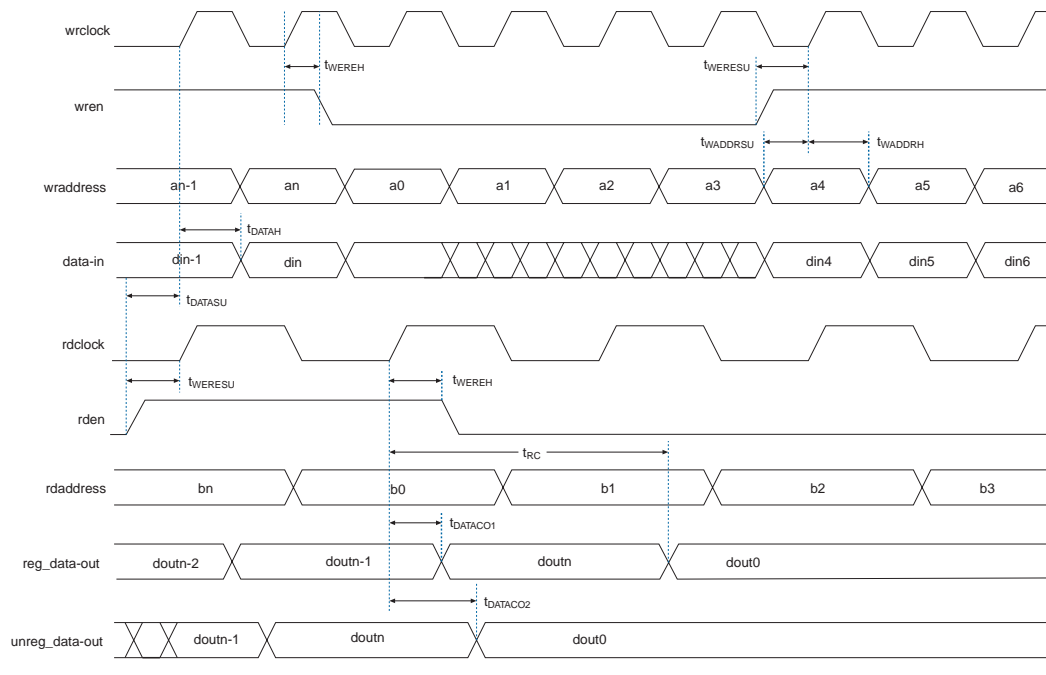 wrclock
tWEREH
tWERESU
wren
tWADDRSU
tWADDRH
wraddress an-1 an a0 a1 a2 a3 a4 a5 a6
tDATAH
data-in din-1 din din4 din5 din6
tDATASU
rdclock
tWERESU
tWEREH
rden
tRC
rdaddress bn b0 b1 b2 b3
tDATACO1
reg_data-out doutn-2 doutn-1 doutn dout0
tDATACO2
unreg_data-out doutn-1 doutn dout0